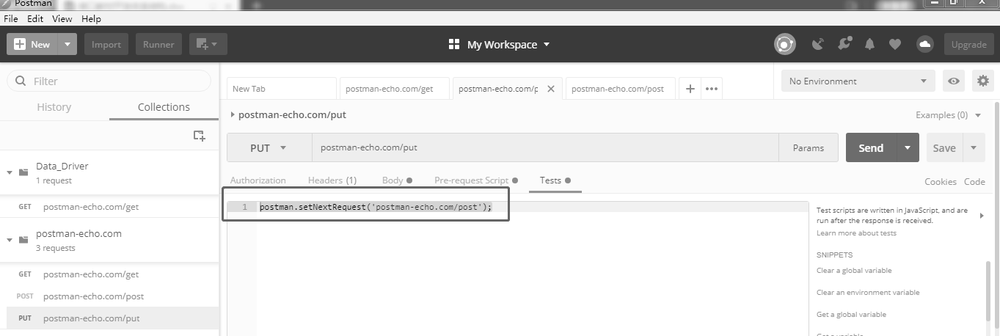 Postman
File Edit View Help
New Import Runner My Workspace Upgrade
Filter
History Collections
Data_Driver
1 request
GET postman-echo.com/get
postman-echo.com
3 requests
GET postman-echo.com/get
POST postman-echo.com/post
PUT postman-echo.com/put
New Tab postman-echo.com/get postman-echo.com/p postman-echo.com/post
No Environment
postman-echo.com/put Examples (0)
PUT postman-echo.com/put Params Send Save
Authorization Headers (1) Body Pre-request Script Tests Cookies Code
1 postman.setNextRequest('postman-echo.com/post');
Test scripts are written in JavaScript, and are
run after the response is received.
Learn more about tests
SNIPPETS
Clear a global variable
Clear an environment variable
Get a global variable
Get a variable